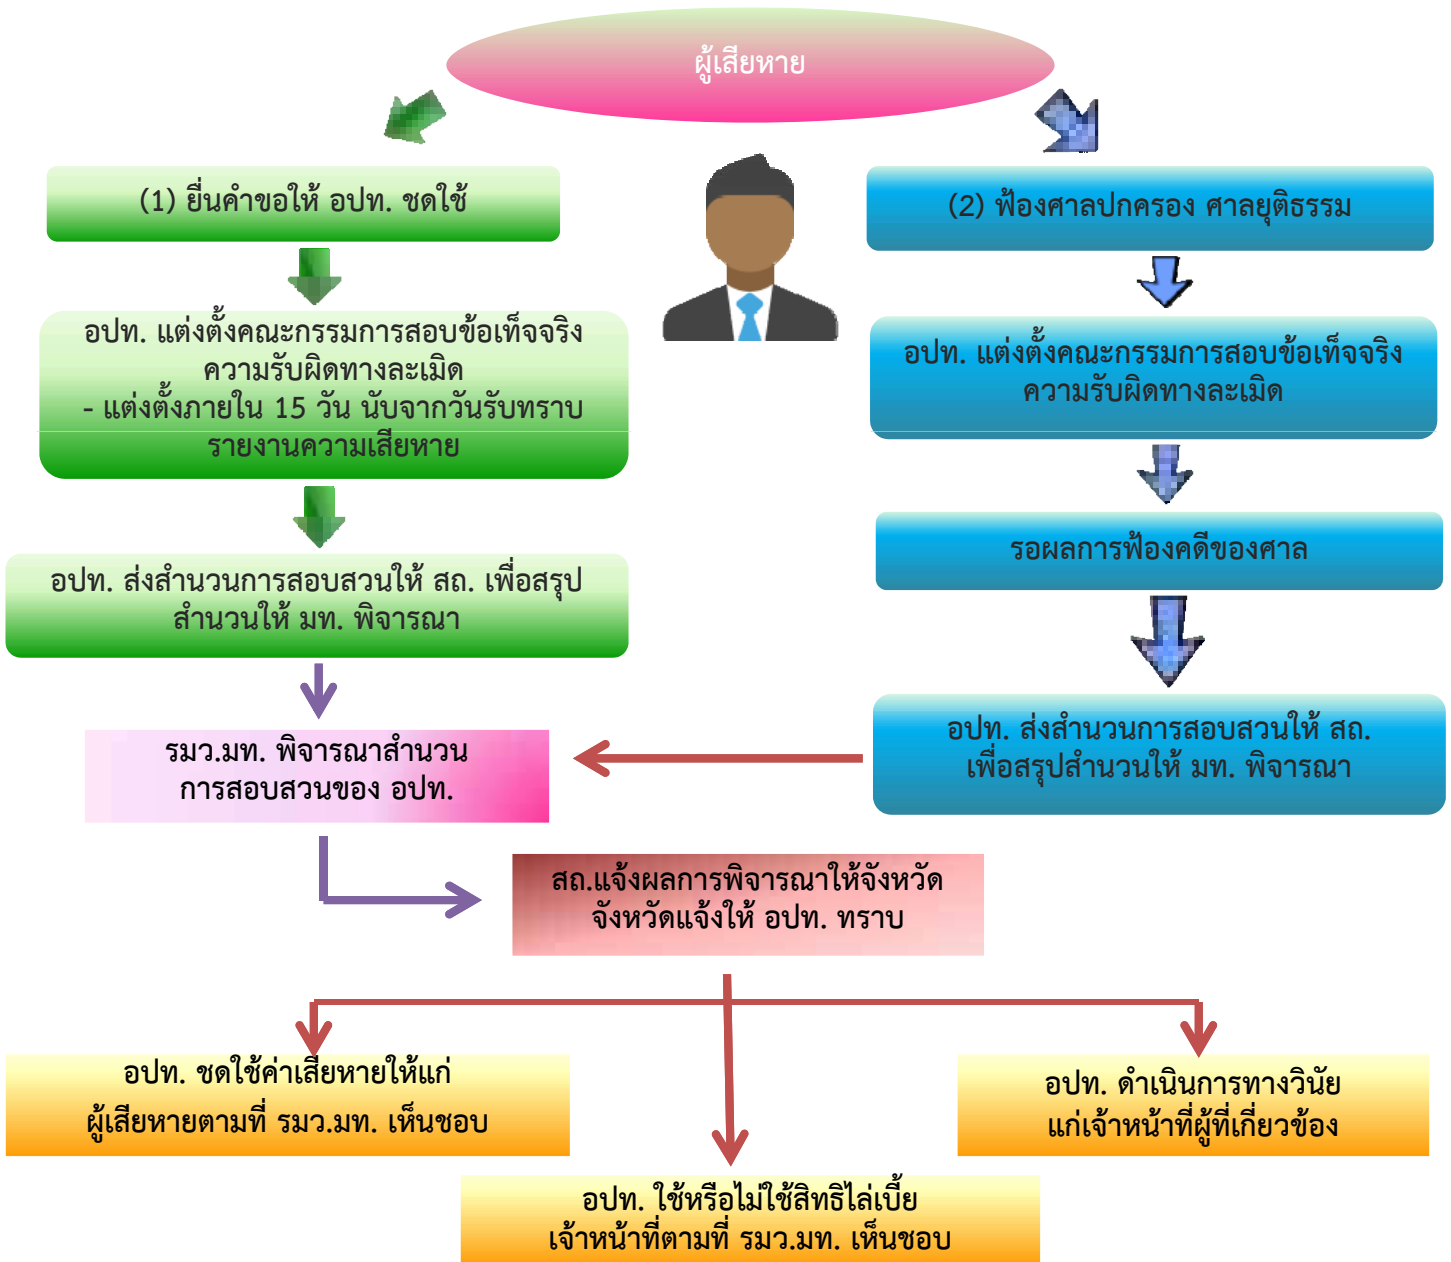 ผู้เสียหาย
(1) ยื่นคำขอให้ อปท. ชดใช้
อปท. แต่งตั้งคณะกรรมการสอบข้อเท็จจริง
ความรับผิดทางละเมิด
- แต่งตั้งภายใน 15 วัน นับจากวันรับทราบ
รายงานความเสียหาย
อปท. ส่งสำนวนการสอบสวนให้ สถ. เพื่อสรุป
สำนวนให้ มท. พิจารณา
(2) ฟ้องศาลปกครอง ศาลยุติธรรม
อปท. แต่งตั้งคณะกรรมการสอบข้อเท็จจริง
ความรับผิดทางละเมิด
รอผลการฟ้องคดีของศาล
อปท. ส่งสำนวนการสอบสวนให้ สถ.
เพื่อสรุปสำนวนให้ มท. พิจารณา
รมว.มท. พิจารณาสำนวน
การสอบสวนของ อปท.
สถ.แจ้งผลการพิจารณาให้จังหวัด
จังหวัดแจ้งให้ อปท. ทราบ
อปท. ชดใช้ค่าเสียหายให้แก่
ผู้เสียหายตามที่ รมว.มท. เห็นชอบ
อปท. ใช้หรือไม่ใช้สิทธิไล่เบี้ย
เจ้าหน้าที่ตามที่ รมว.มท. เห็นชอบ
อปท. ดำเนินการทางวินัย
แก่เจ้าหน้าที่ผู้ที่เกี่ยวข้อง